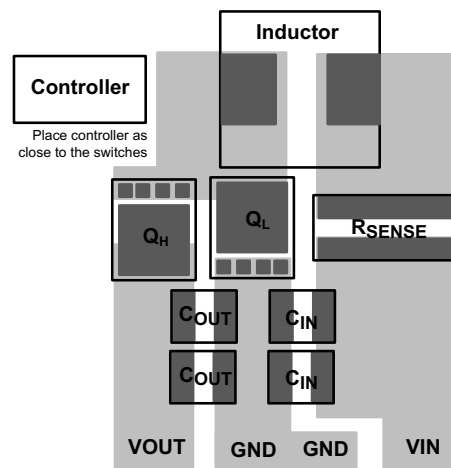 Inductor
Controller
Place controller as
close to the switches
QH
QL
RSENSE
COUT
CIN
COUT
CIN
VOUT
GND
GND
VIN